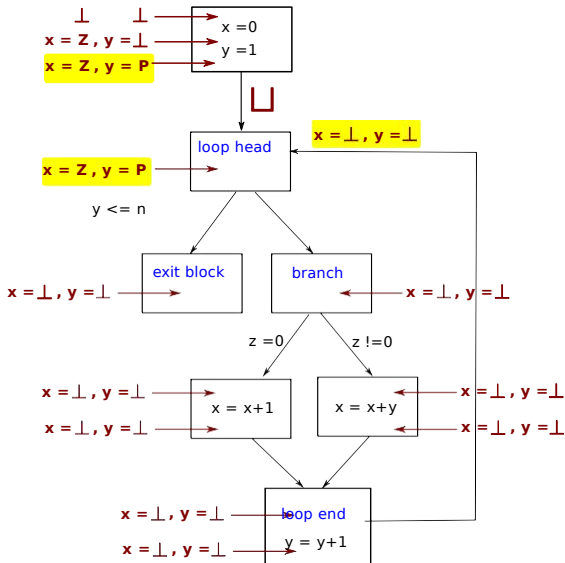 ⊥ ⊥
x =0
x = Z , y =⊥
y =1
x = Z, y = P
⊔
x =⊥ , y =⊥
loop head
x = Z, y = P
y <= n
exit block
branch
x =⊥ , y =⊥
x =⊥ , y =⊥
z =0
z !=0
x =⊥ , y =⊥
x =⊥ , y =⊥
x = x+1
x = x+y
x =⊥ , y =⊥
x =⊥ , y =⊥
x =⊥ , y =⊥
loop end
y = y+1
x =⊥ , y =⊥